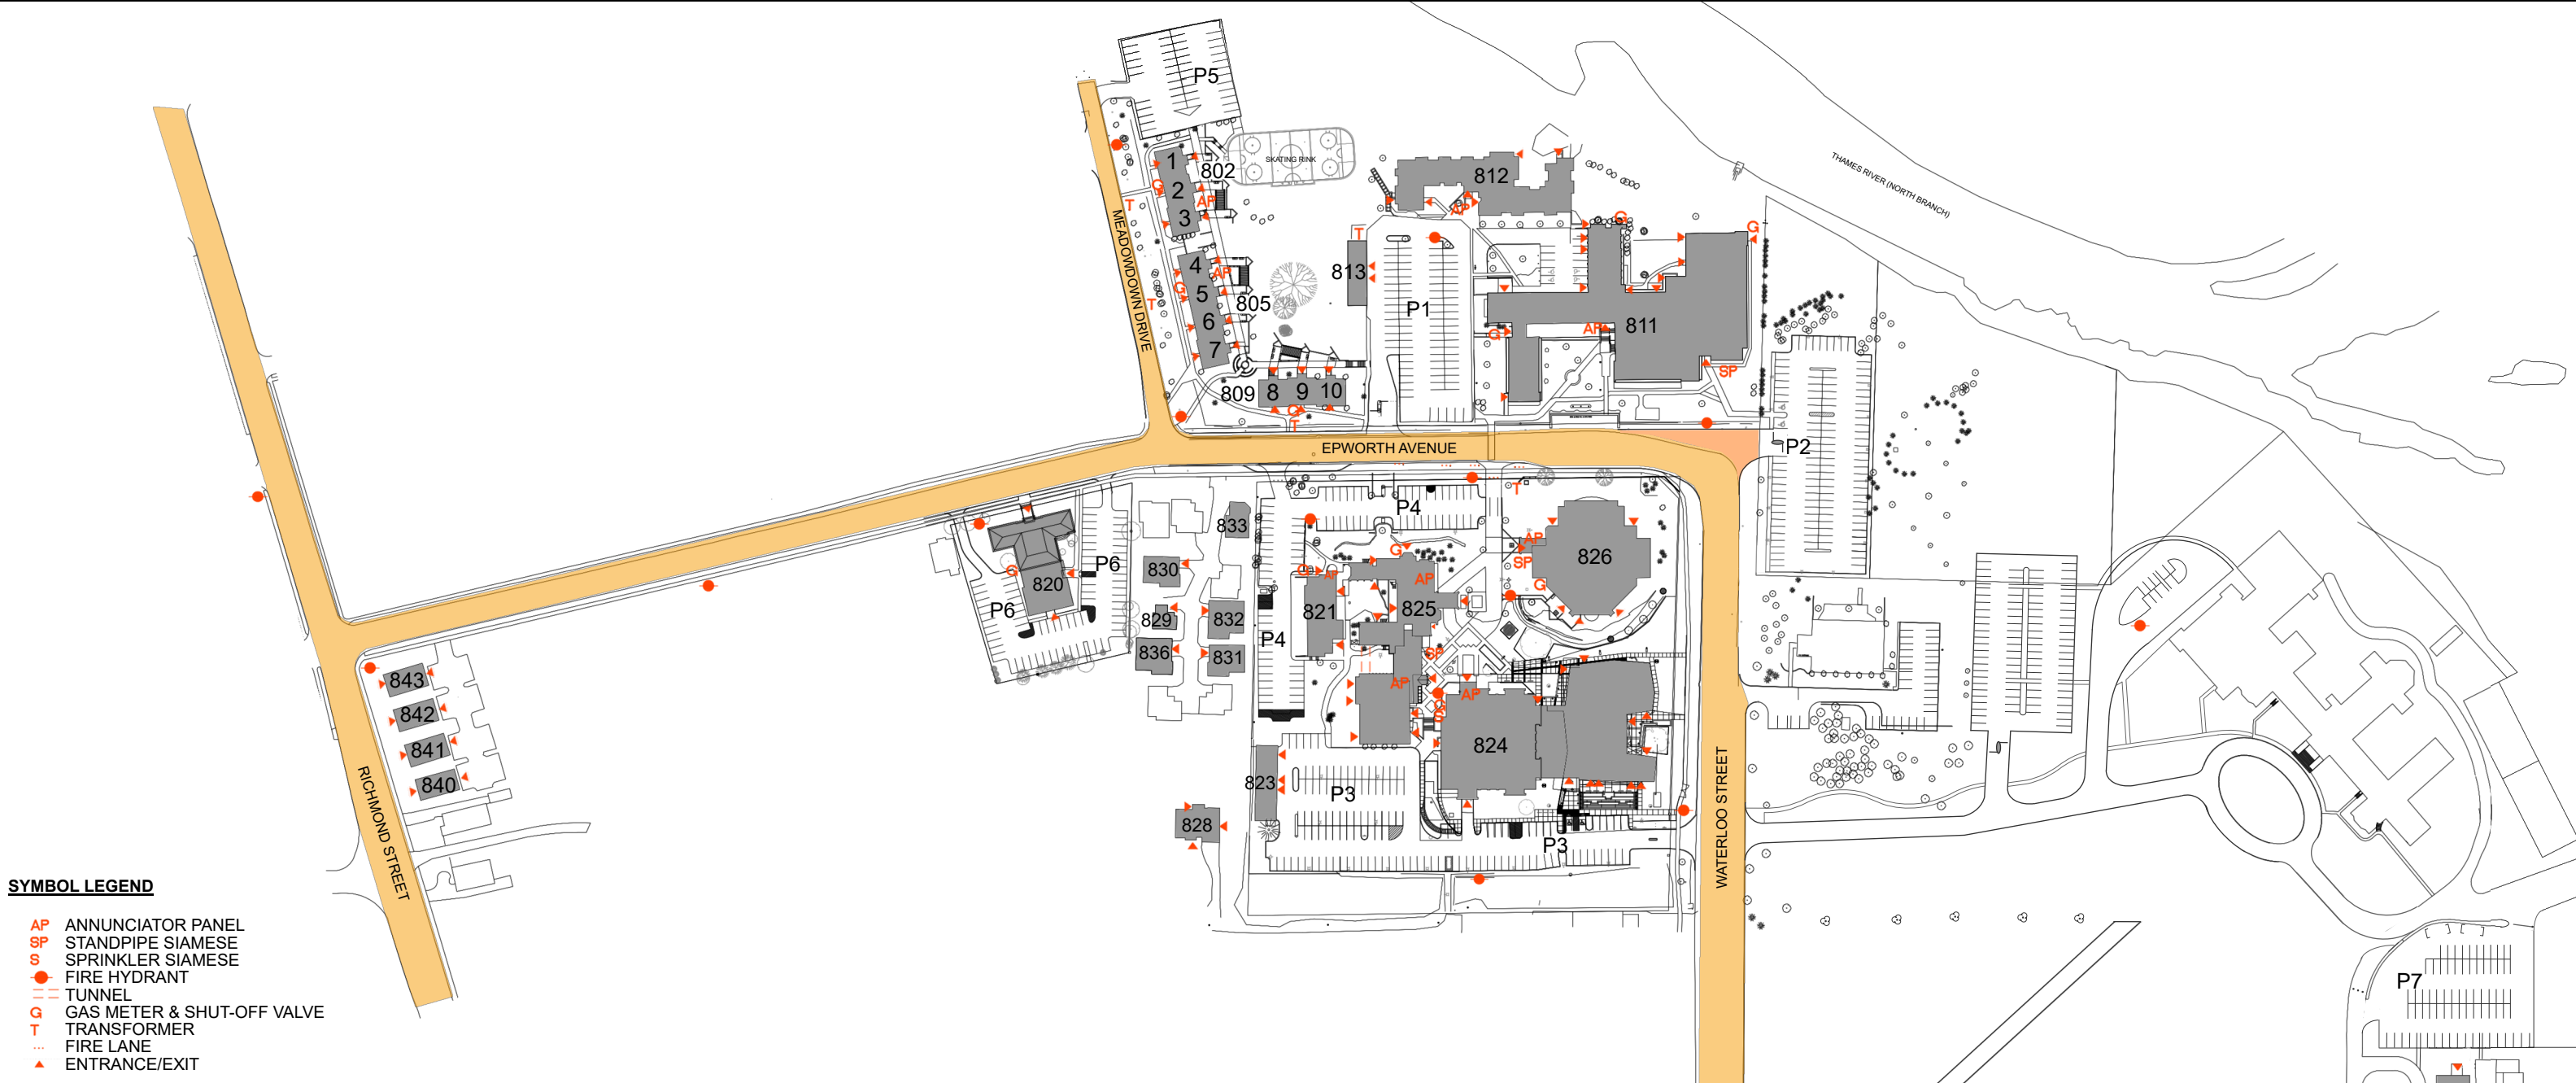 P5
1
802
SKATING RINK
2
AP
G
3
T
MEADOWDOWN DRIVE
4
AP
G
5
805
T
6
7
809
8
9
10
G
T
812
AP
THAMES RIVER (NORTH BRANCH)
T
813
P1
G
G
811
AP
G
SP
P2
EPWORTH AVENUE
T
P4
833
AP
SP
826
G
G
G
AP
AP
821
825
820
G
P6
P6
830
829
832
836
831
P4
SP
AP
AP
G
S
824
823
P3
P3
828
WATERLOO STREET
843
842
841
840
RICHMOND STREET
P7
SYMBOL LEGEND
AP ANNUNCIATOR PANEL
SP STANDPIPE SIAMESE
S SPRINKLER SIAMESE
FIRE HYDRANT
TUNNEL
G GAS METER & SHUT-OFF VALVE
T TRANSFORMER
FIRE LANE
ENTRANCE/EXIT